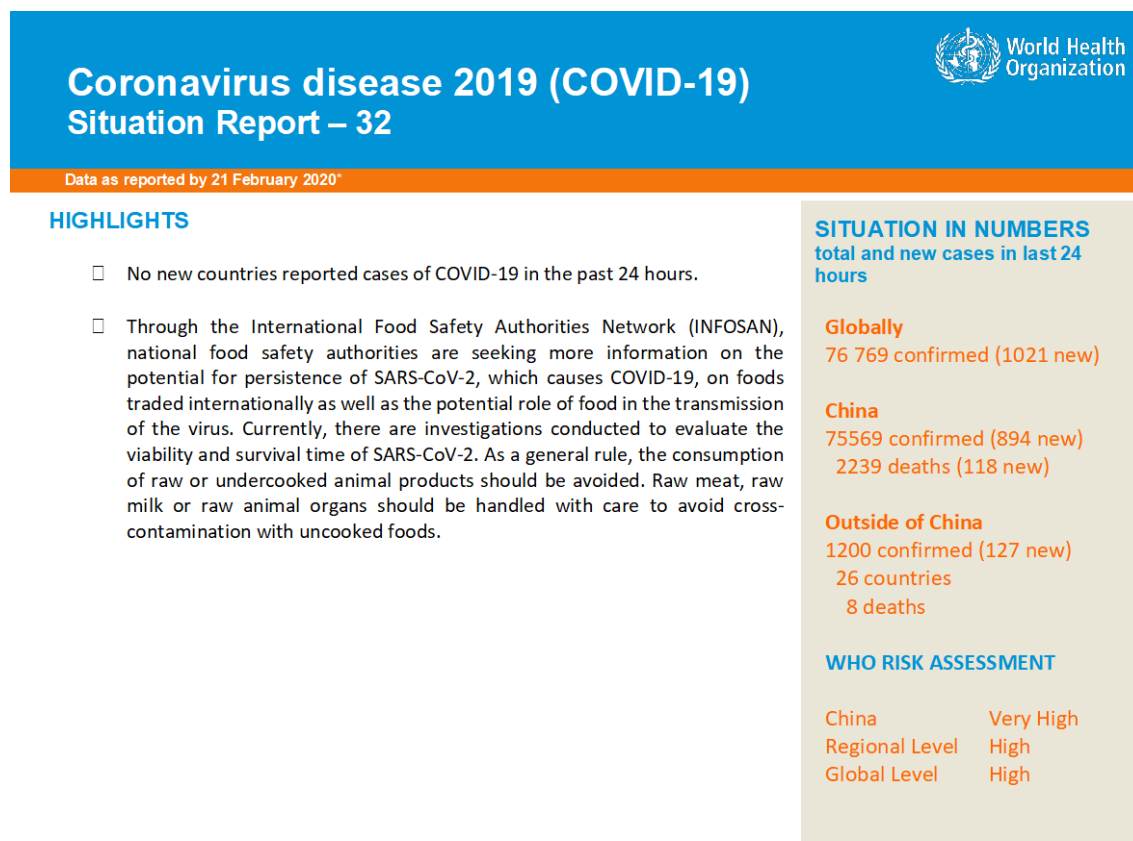 World Health
Organization
Coronavirus disease 2019 (COVID-19)
Situation Report – 32
Data as reported by 21 February 2020*
HIGHLIGHTS
No new countries reported cases of COVID-19 in the past 24 hours.
Through the International Food Safety Authorities Network (INFOSAN),
national food safety authorities are seeking more information on the
potential for persistence of SARS-CoV-2, which causes COVID-19, on foods
traded internationally as well as the potential role of food in the transmission
of the virus. Currently, there are investigations conducted to evaluate the
viability and survival time of SARS-CoV-2. As a general rule, the consumption
of raw or undercooked animal products should be avoided. Raw meat, raw
milk or raw animal organs should be handled with care to avoid cross-
contamination with uncooked foods.
SITUATION IN NUMBERS
total and new cases in last 24
hours
Globally
76 769 confirmed (1021 new)
China
75569 confirmed (894 new)
2239 deaths (118 new)
Outside of China
1200 confirmed (127 new)
26 countries
8 deaths
WHO RISK ASSESSMENT
China Very High
Regional Level High
Global Level High